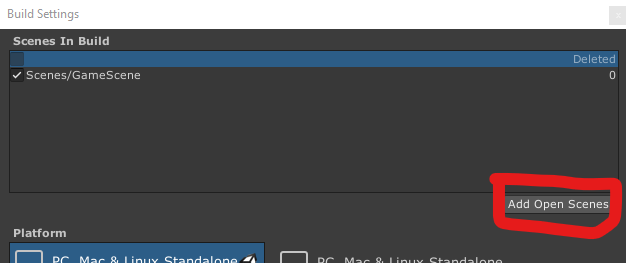 Build Settings
x
Scenes In Build
Deleted
Scenes/GameScene 0
Add Open Scenes
Platform
PC, Mac & Linux Standalone PC, Mac & Linux Standalone